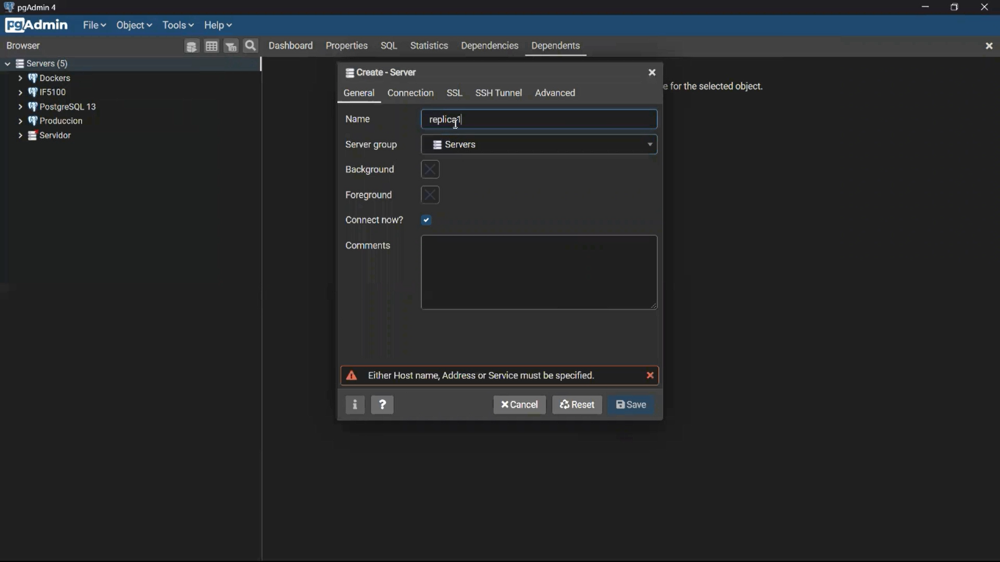 pgAdmin 4
pgAdmin File Object Tools Help
Browser Dashboard Properties SQL Statistics Dependencies Dependents
Servers (5)
Dockers
IF5100
PostgreSQL 13
Produccion
Servidor
e for the selected object.
Create - Server
General Connection SSL SSH Tunnel Advanced
Name replica1
Server group Servers
Background
Foreground
Connect now?
Comments
Either Host name, Address or Service must be specified.
i ? Cancel Reset Save